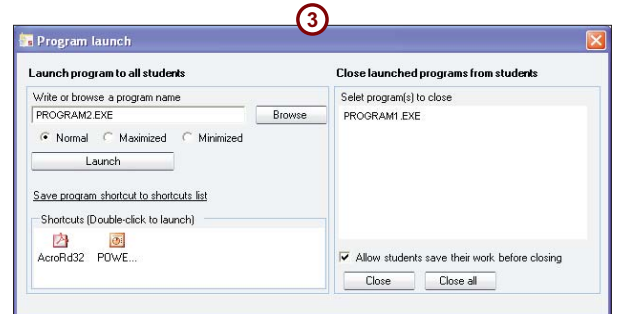 3
Program launch
Launch program to all students
Write or browse a program name
PROGRAM2.EXE
Browse
Normal Maximized Minimized
Launch
Save program shortcut to shortcuts list
Shortcuts (Double-click to launch)
AcroRd32 POWE...
Close launched programs from students
Selet program(s) to close
PROGRAM1.EXE
Allow students save their work before closing
Close Close all